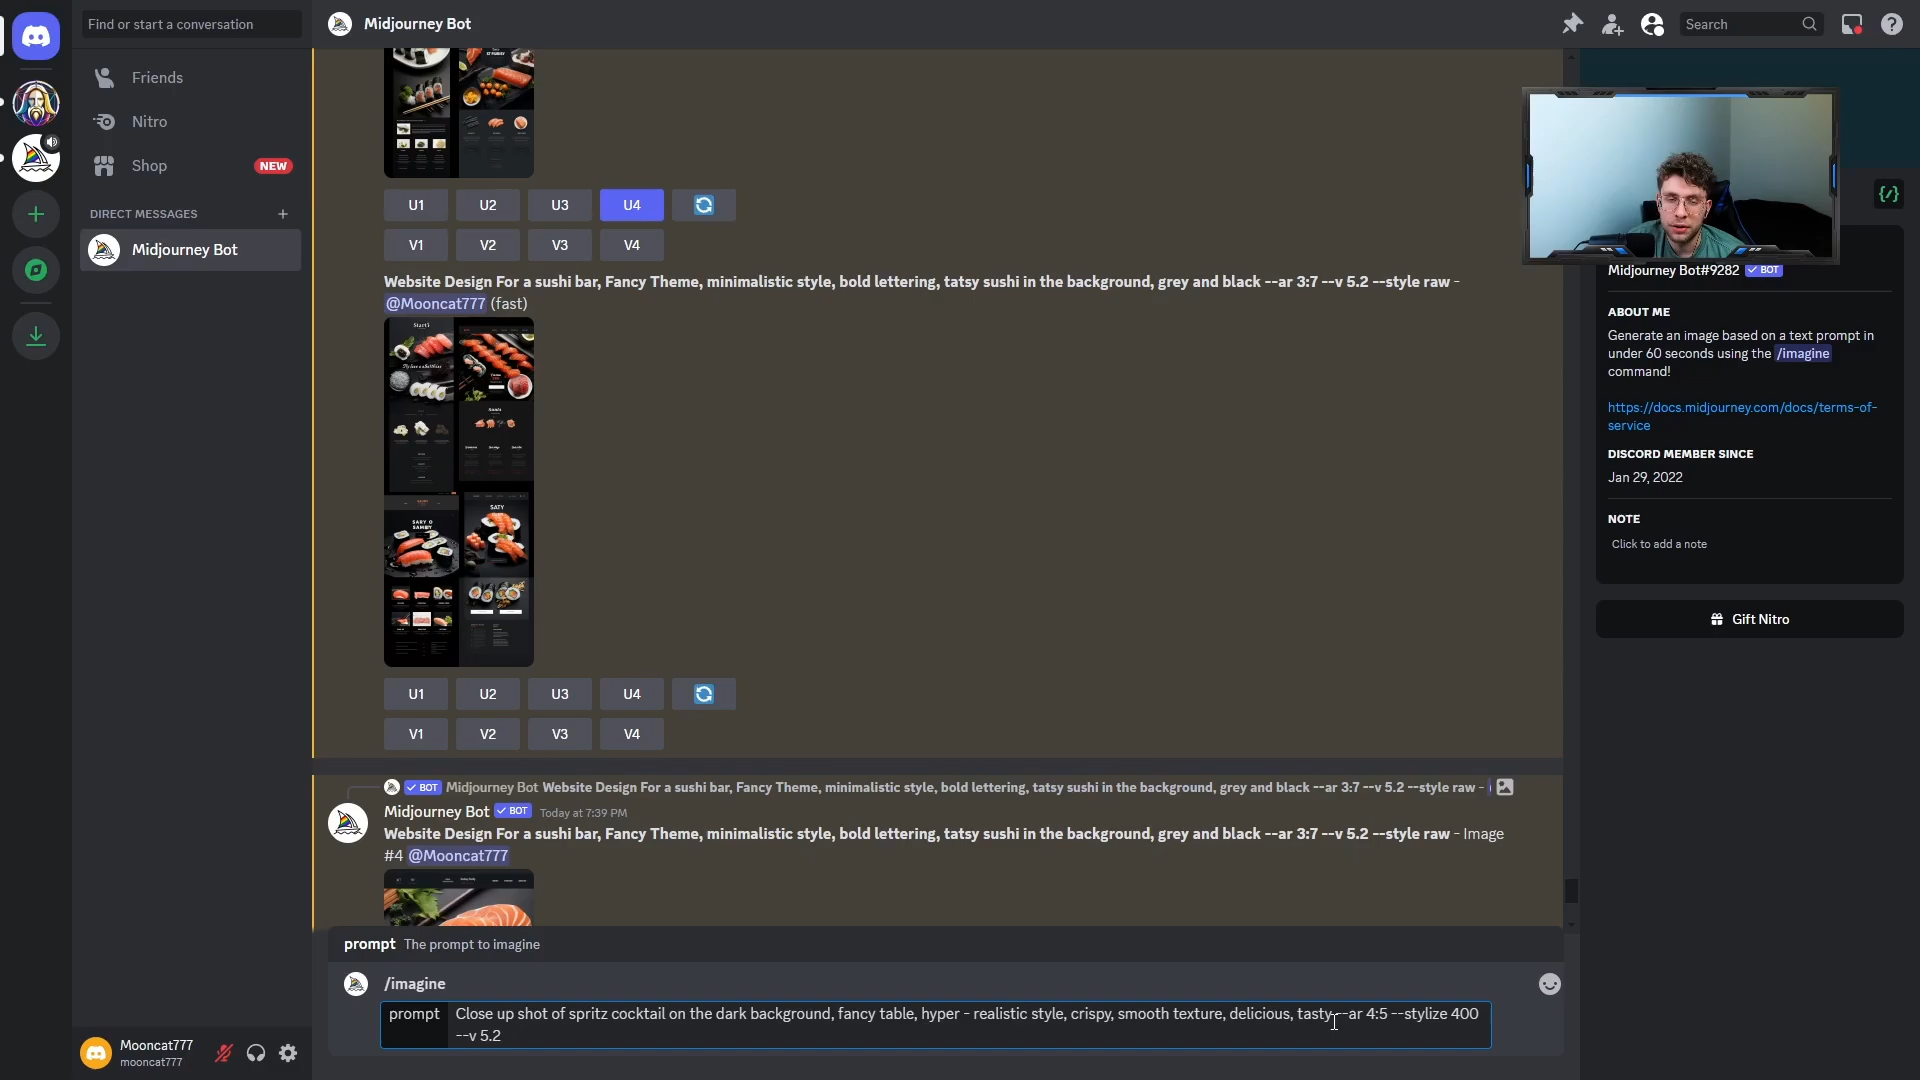 Find or start a conversation
Midjourney Bot
Search
Friends
Nitro
Shop
NEW
DIRECT MESSAGES
Midjourney Bot
U1
U2
U3
U4
V1
V2
V3
V4
Website Design For a sushi bar, Fancy Theme, minimalistic style, bold lettering, tatsy sushi in the background, grey and black --ar 3:7 --v 5.2 --style raw -
@Mooncat777 (fast)
SATY
U1
U2
U3
U4
V1
V2
V3
V4
BOT Midjourney Bot Website Design For a sushi bar, Fancy Theme, minimalistic style, bold lettering, tatsy sushi in the background, grey and black --ar 3:7 --v 5.2 --style raw -
Midjourney Bot BOT Today at 7:39 PM
Website Design For a sushi bar, Fancy Theme, minimalistic style, bold lettering, tatsy sushi in the background, grey and black --ar 3:7 --v 5.2 --style raw - Image
#4 @Mooncat777
prompt The prompt to imagine
/imagine
prompt Close up shot of spritz cocktail on the dark background, fancy table, hyper - realistic style, crispy, smooth texture, delicious, tasty --ar 4:5 --stylize 400
--v 5.2
Mooncat777
mooncat777
Midjourney Bot#9282 BOT
ABOUT ME
Generate an image based on a text prompt in
under 60 seconds using the /imagine
command!
https://docs.midjourney.com/docs/terms-of-
service
DISCORD MEMBER SINCE
Jan 29, 2022
NOTE
Click to add a note
Gift Nitro